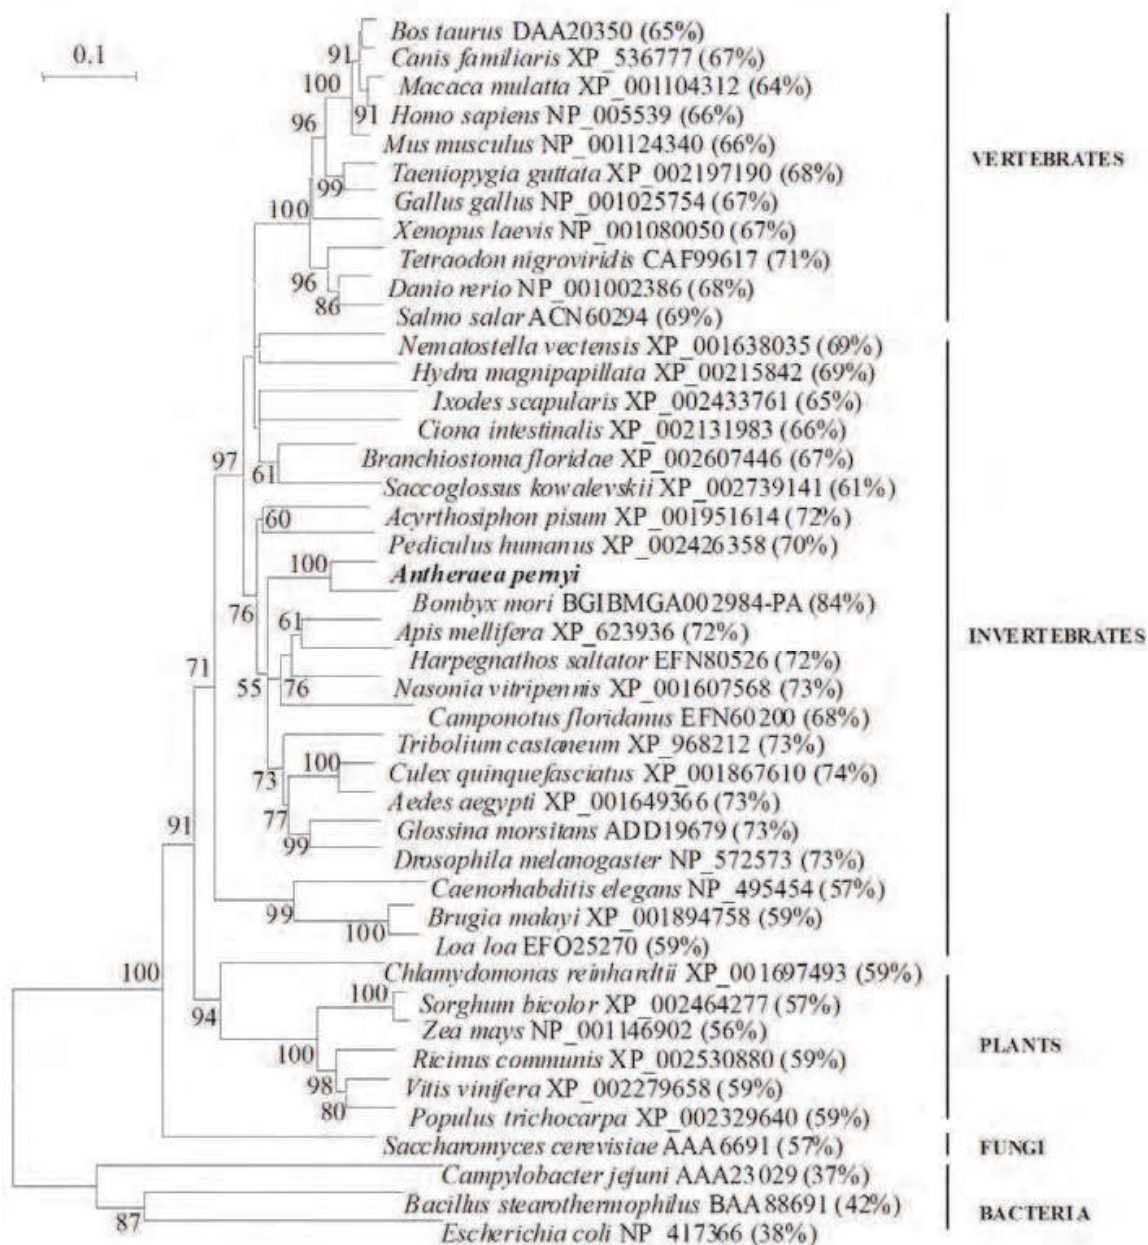 0.1
Bos taurus DAA20350 (65%)
91
Canis familiaris XP_536777 (67%)
100
Macaca mulatta XP_001104312 (64%)
91
Homo sapiens NP_005539 (66%)
96
Mus musculus NP_001124340 (66%)
VERTEBRATES
Taeniopygia guttata XP_002197190 (68%)
99
Gallus gallus NP_001025754 (67%)
100
Xenopus laevis NP_001080050 (67%)
Tetraodon nigroviridis CAF99617 (71%)
96
Danio rerio NP_001002386 (68%)
86
Salmo salar ACN60294 (69%)
Nematostella vectensis XP_001638035 (69%)
Hydra magnipapillata XP_00215842 (69%)
Ixodes scapularis XP_002433761 (65%)
Ciona intestinalis XP_002131983 (66%)
97
Branchiostoma floridae XP_002607446 (67%)
61
Saccoglossus kowalevskii XP_002739141 (61%)
60
Acyrthosiphon pisum XP_001951614 (72%)
Pediculus humanus XP_002426358 (70%)
100
Antheraea pernyi
76
Bombyx mori BGIBMGA002984-PA (84%)
61
Apis mellifera XP_623936 (72%)
INVERTEBRATES
71
Harpegnathos saltator EFN80526 (72%)
55
76
Nasonia vitripennis XP_001607568 (73%)
Camponotus floridanus EFN60200 (68%)
Tribolium castaneum XP_968212 (73%)
73
100
Culex quinquefasciatus XP_001867610 (74%)
Aedes aegypti XP_001649366 (73%)
91
77
Glossina morsitans ADD19679 (73%)
99
Drosophila melanogaster NP_572573 (73%)
Caenorhabditis elegans NP_495454 (57%)
99
Brugia malayi XP_001894758 (59%)
100
Loa loa EFO25270 (59%)
100
Chlamydomonas reinhardtii XP_001697493 (59%)
100
Sorghum bicolor XP_002464277 (57%)
94
Zea mays NP_001146902 (56%)
PLANTS
100
Ricinus communis XP_002530880 (59%)
98
Vitis vinifera XP_002279658 (59%)
80
Populus trichocarpa XP_002329640 (59%)
Saccharomyces cerevisiae AAA6691 (57%)
FUNGI
Campylobacter jejuni AAA23029 (37%)
Bacillus stearothermophilus BAA88691 (42%)
BACTERIA
87
Escherichia coli NP_417366 (38%)